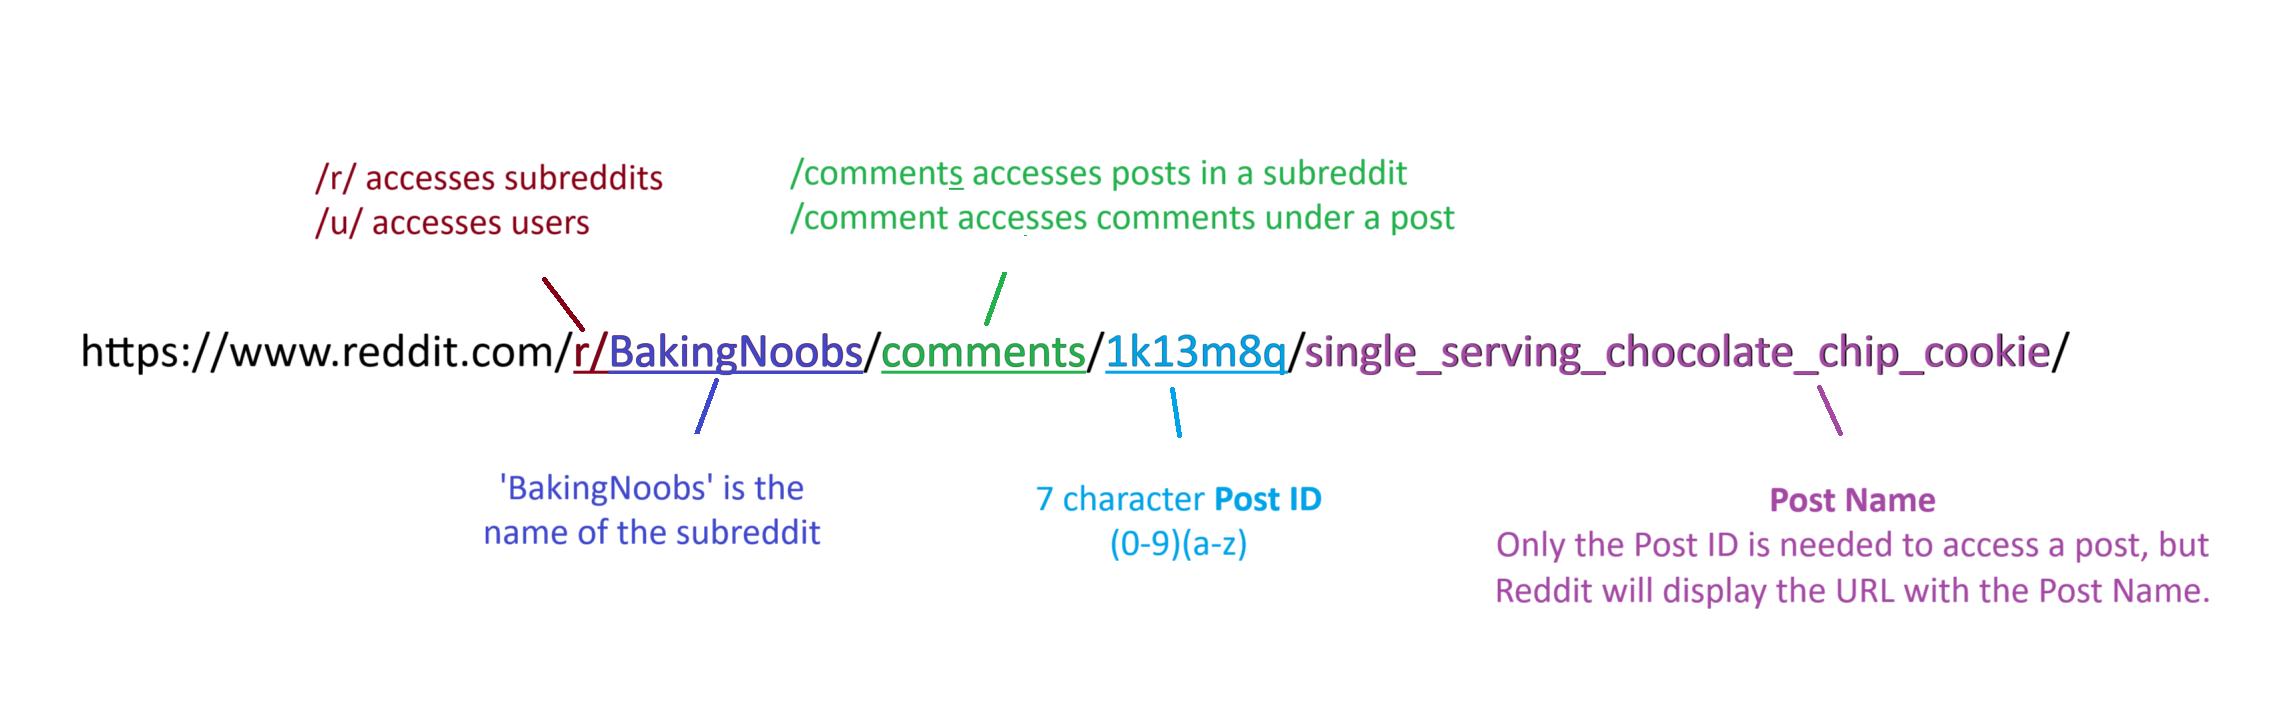 /r/ accesses subreddits
/u/ accesses users
/comments accesses posts in a subreddit
/comment accesses comments under a post
https://www.reddit.com/r/BakingNoobs/comments/1k13m8q/single_serving_chocolate_chip_cookie/
'BakingNoobs' is the
name of the subreddit
7 character Post ID
(0-9)(a-z)
Post Name
Only the Post ID is needed to access a post, but
Reddit will display the URL with the Post Name.